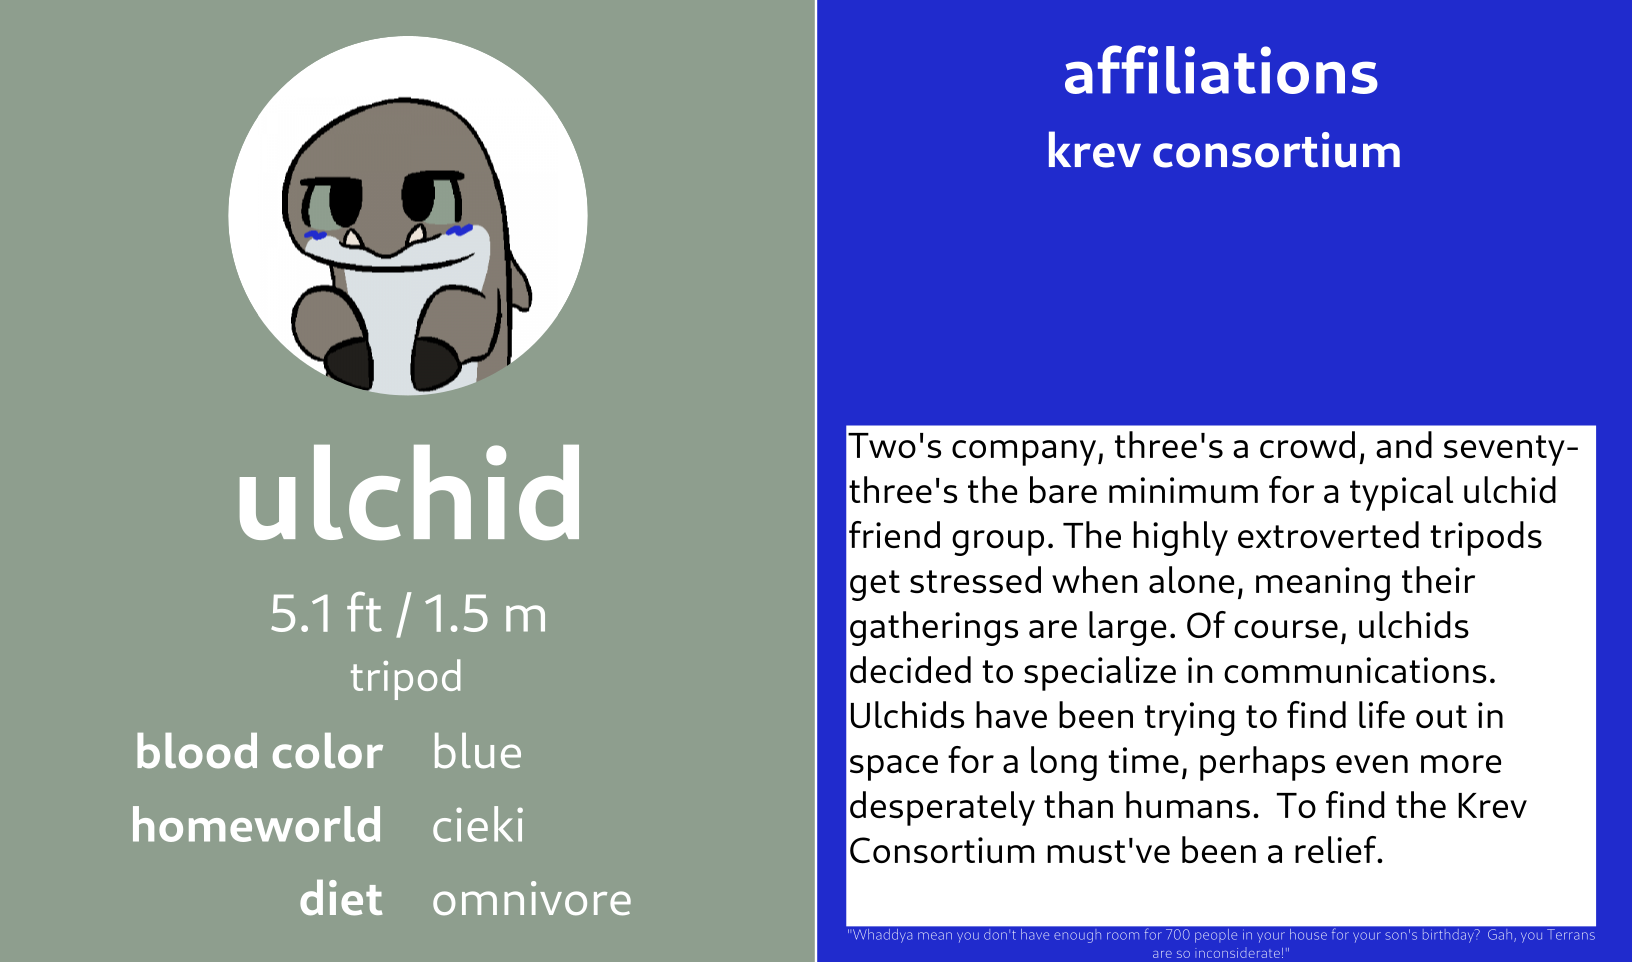 ulchid
5.1 ft / 1.5 m
tripod
blood color blue
homeworld cieki
diet omnivore
affiliations
krev consortium
Two's company, three's a crowd, and seventy-
three's the bare minimum for a typical ulchid
friend group. The highly extroverted tripods
get stressed when alone, meaning their
gatherings are large. Of course, ulchids
decided to specialize in communications.
Ulchids have been trying to find life out in
space for a long time, perhaps even more
desperately than humans.  To find the Krev
Consortium must've been a relief.
"Whaddya mean you don't have enough room for 700 people in your house for your son's birthday?  Gah, you Terrans
are so inconsiderate!"